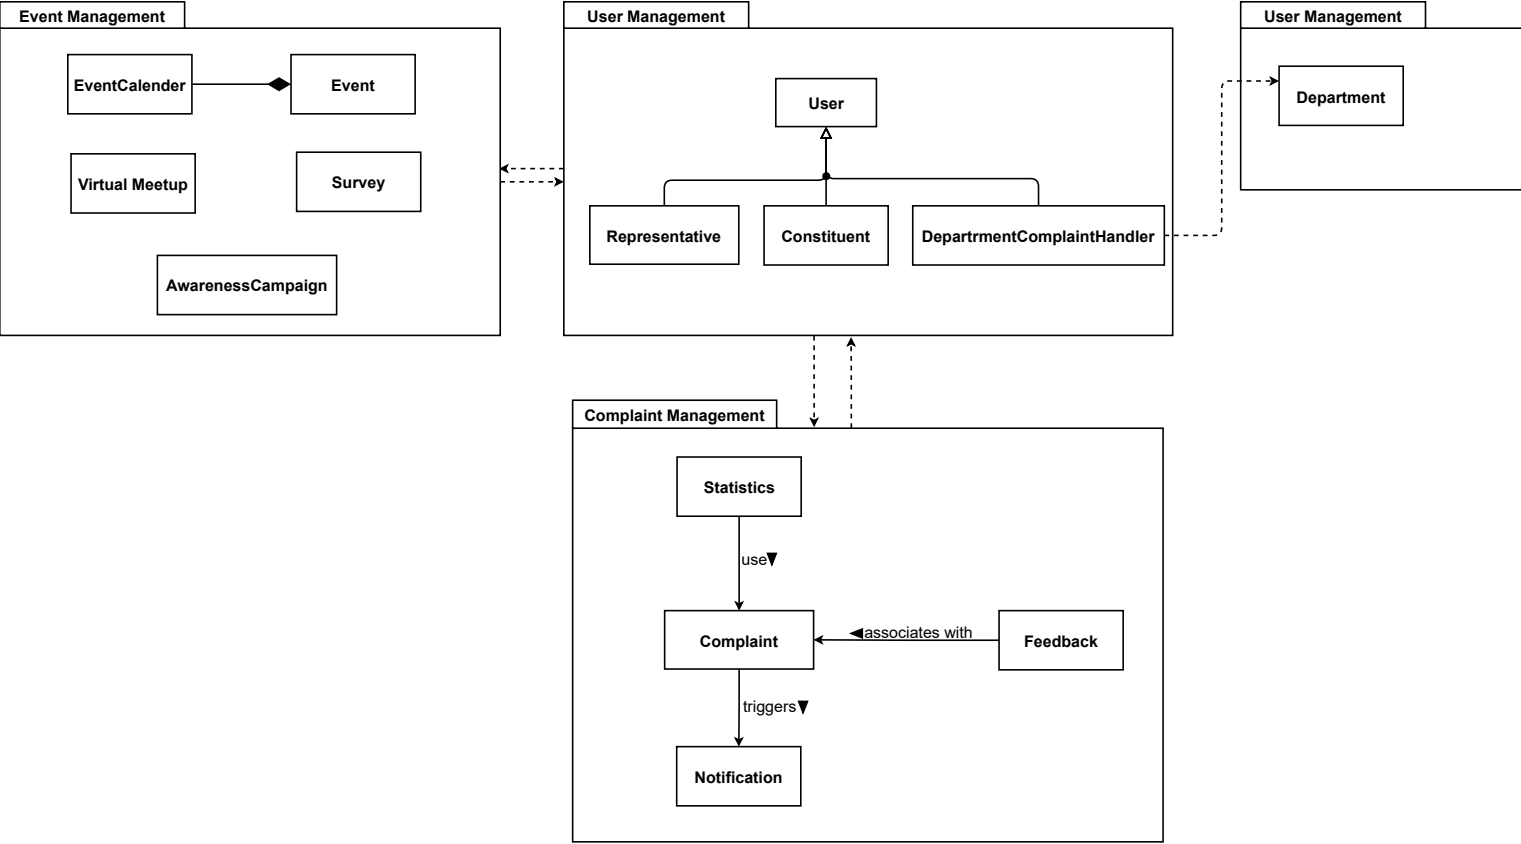 Event Management
EventCalender
Event
Virtual Meetup
Survey
AwarenessCampaign
User Management
User
Representative
Constituent
DepartrmentComplaintHandler
User Management
Department
Complaint Management
Statistics
use
Complaint
associates with
Feedback
triggers
Notification